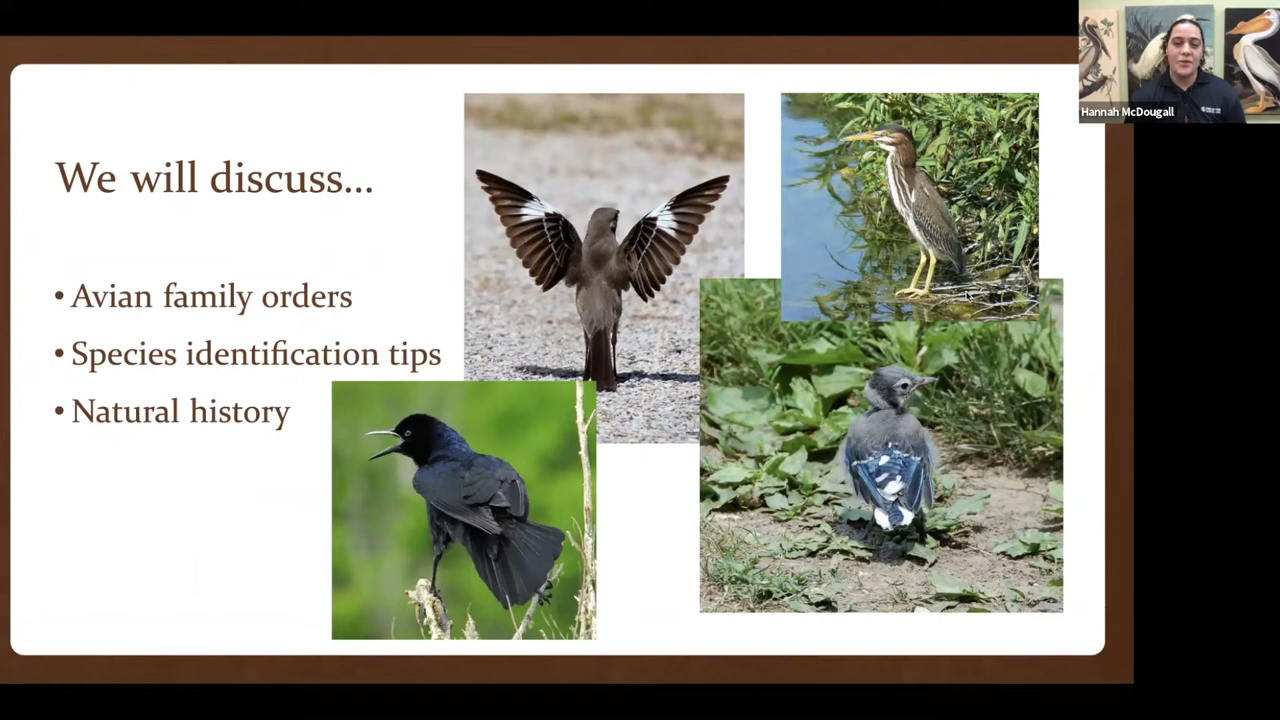 We will discuss...
• Avian family orders
• Species identification tips
• Natural history
Hannah McDougall